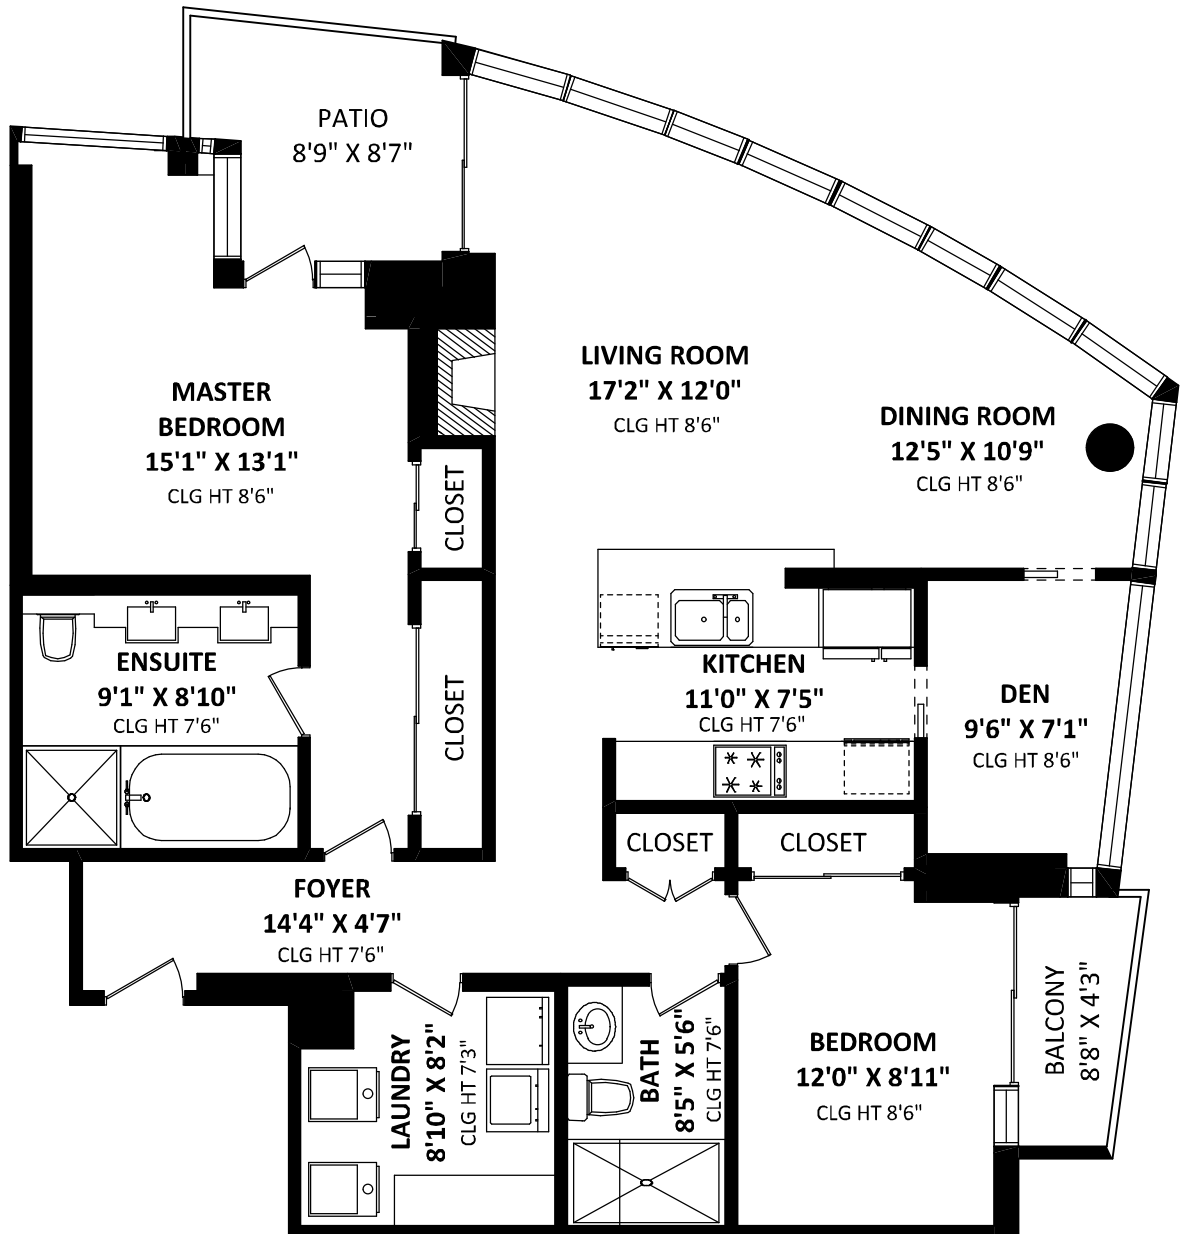 PATIO
8'9" X 8'7"
LIVING ROOM
17'2" X 12'0"
CLG HT 8'6"
MASTER
BEDROOM
15'1" X 13'1"
CLG HT 8'6"
DINING ROOM
12'5" X 10'9"
CLG HT 8'6"
CLOSET
ENSUITE
9'1" X 8'10"
CLG HT 7'6"
CLOSET
KITCHEN
11'0" X 7'5"
CLG HT 7'6"
DEN
9'6" X 7'1"
CLG HT 8'6"
CLOSET
CLOSET
FOYER
14'4" X 4'7"
CLG HT 7'6"
LAUNDRY
8'10" X 8'2"
CLG HT 7'3"
BATH
8'5" X 5'6"
CLG HT 7'6"
BEDROOM
12'0" X 8'11"
CLG HT 8'6"
BALCONY
8'8" X 4'3"